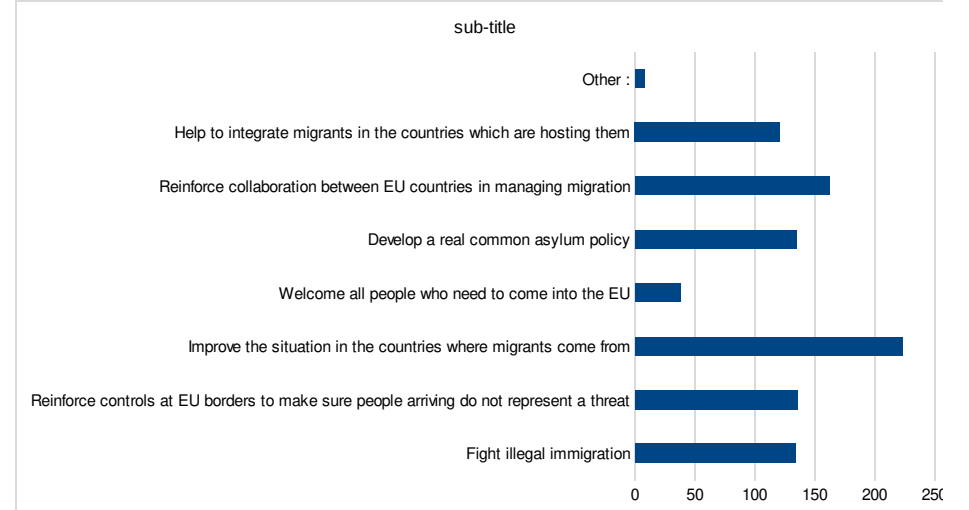 sub-title
Other :
Help to integrate migrants in the countries which are hosting them
Reinforce collaboration between EU countries in managing migration
Develop a real common asylum policy
Welcome all people who need to come into the EU
Improve the situation in the countries where migrants come from
Reinforce controls at EU borders to make sure people arriving do not represent a threat
Fight illegal immigration
0 50 100 150 200 250